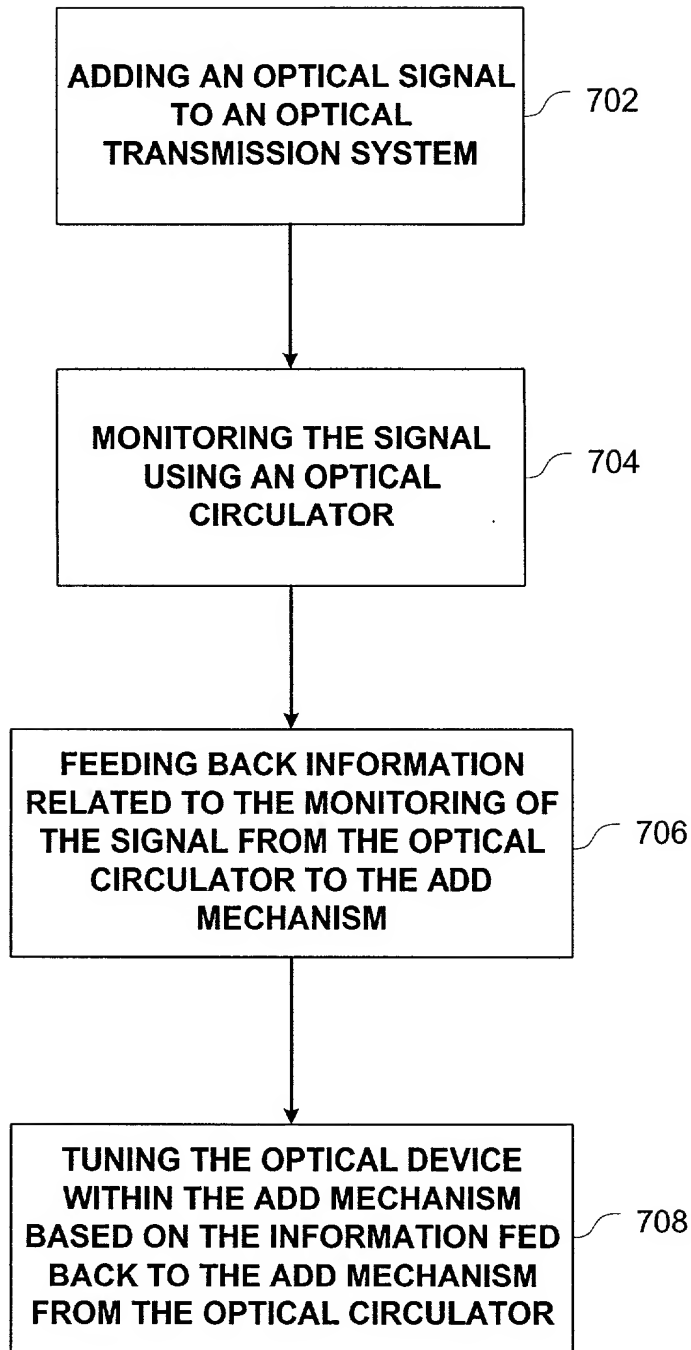 ADDING AN OPTICAL SIGNAL
TO AN OPTICAL
TRANSMISSION SYSTEM
702
MONITORING THE SIGNAL
USING AN OPTICAL
CIRCULATOR
704
FEEDING BACK INFORMATION
RELATED TO THE MONITORING OF
THE SIGNAL FROM THE OPTICAL
CIRCULATOR TO THE ADD
MECHANISM
706
TUNING THE OPTICAL DEVICE
WITHIN THE ADD MECHANISM
BASED ON THE INFORMATION FED
BACK TO THE ADD MECHANISM
FROM THE OPTICAL CIRCULATOR
708